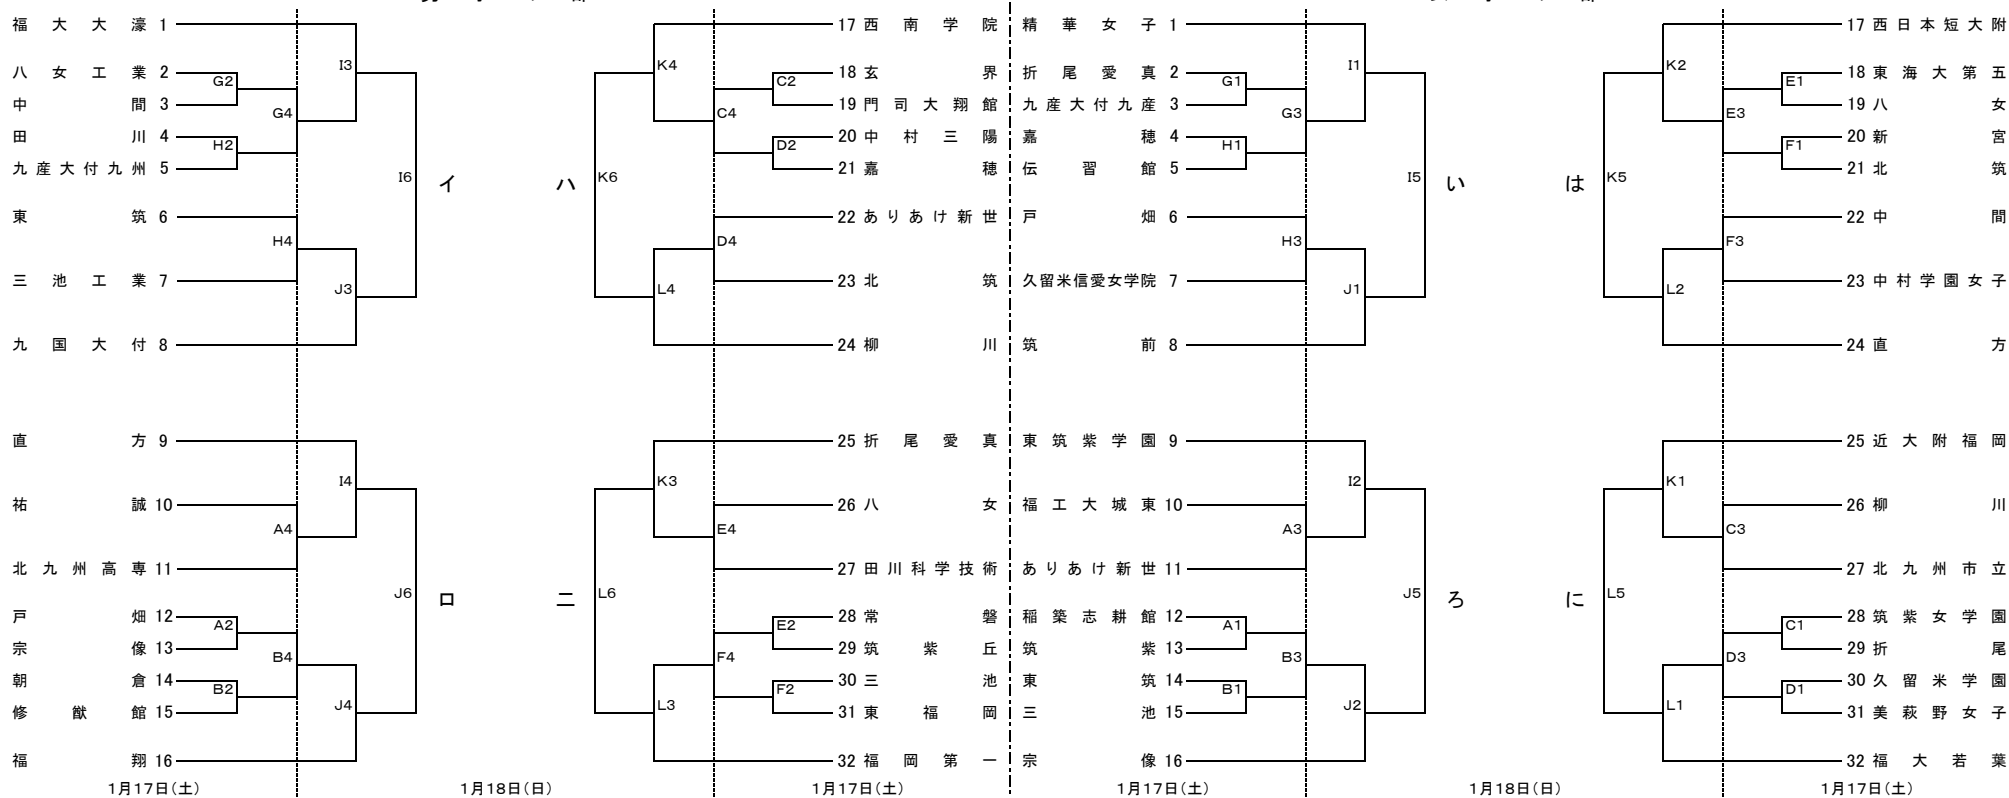 福大大濠 1
I3
八女工業 2
G2
中間 3
G4
田川 4
H2
九産大付九州 5
I6
イ
東筑 6
H4
三池工業 7
J3
九国大付 8
直方 9
I4
祐誠 10
A4
北九州高専 11
J6
ロ
戸畑 12
A2
宗像 13
B4
朝倉 14
B2
修猷館 15
J4
福翔 16
1月17日(土)
1月18日(日)
17 西南学院
K4
18 玄界
C2
19 門司大翔館
C4
20 中村三陽
D2
21 嘉穂
ハ
K6
22 ありあけ新世
D4
23 北筑
L4
24 柳川
25 折尾愛真
K3
26 八女
E4
27 田川科学技術
ニ
L6
28 常磐
E2
29 筑紫丘
F4
30 三池
F2
31 東福岡
L3
32 福岡第一
1月17日(土)
精華女子 1
I1
折尾愛真 2
G1
九産大付九産 3
G3
嘉穂 4
H1
伝習館 5
I5
い
戸畑 6
H3
久留米信愛女学院 7
J1
筑前 8
東筑紫学園 9
I2
福工大城東 10
A3
ありあけ新世 11
J5
ろ
稲築志耕館 12
A1
筑紫 13
B3
東筑 14
B1
三池 15
J2
宗像 16
1月17日(土)
1月18日(日)
17 西日本短大附
K2
18 東海大第五
E1
19 八女
E3
20 新宮
F1
21 北筑
は
K5
22 中間
F3
23 中村学園女子
L2
24 直方
25 近大附福岡
K1
26 柳川
C3
27 北九州市立
に
L5
28 筑紫女学園
C1
29 折尾
D3
30 久留米学園
D1
31 美萩野女子
L1
32 福大若葉
1月17日(土)